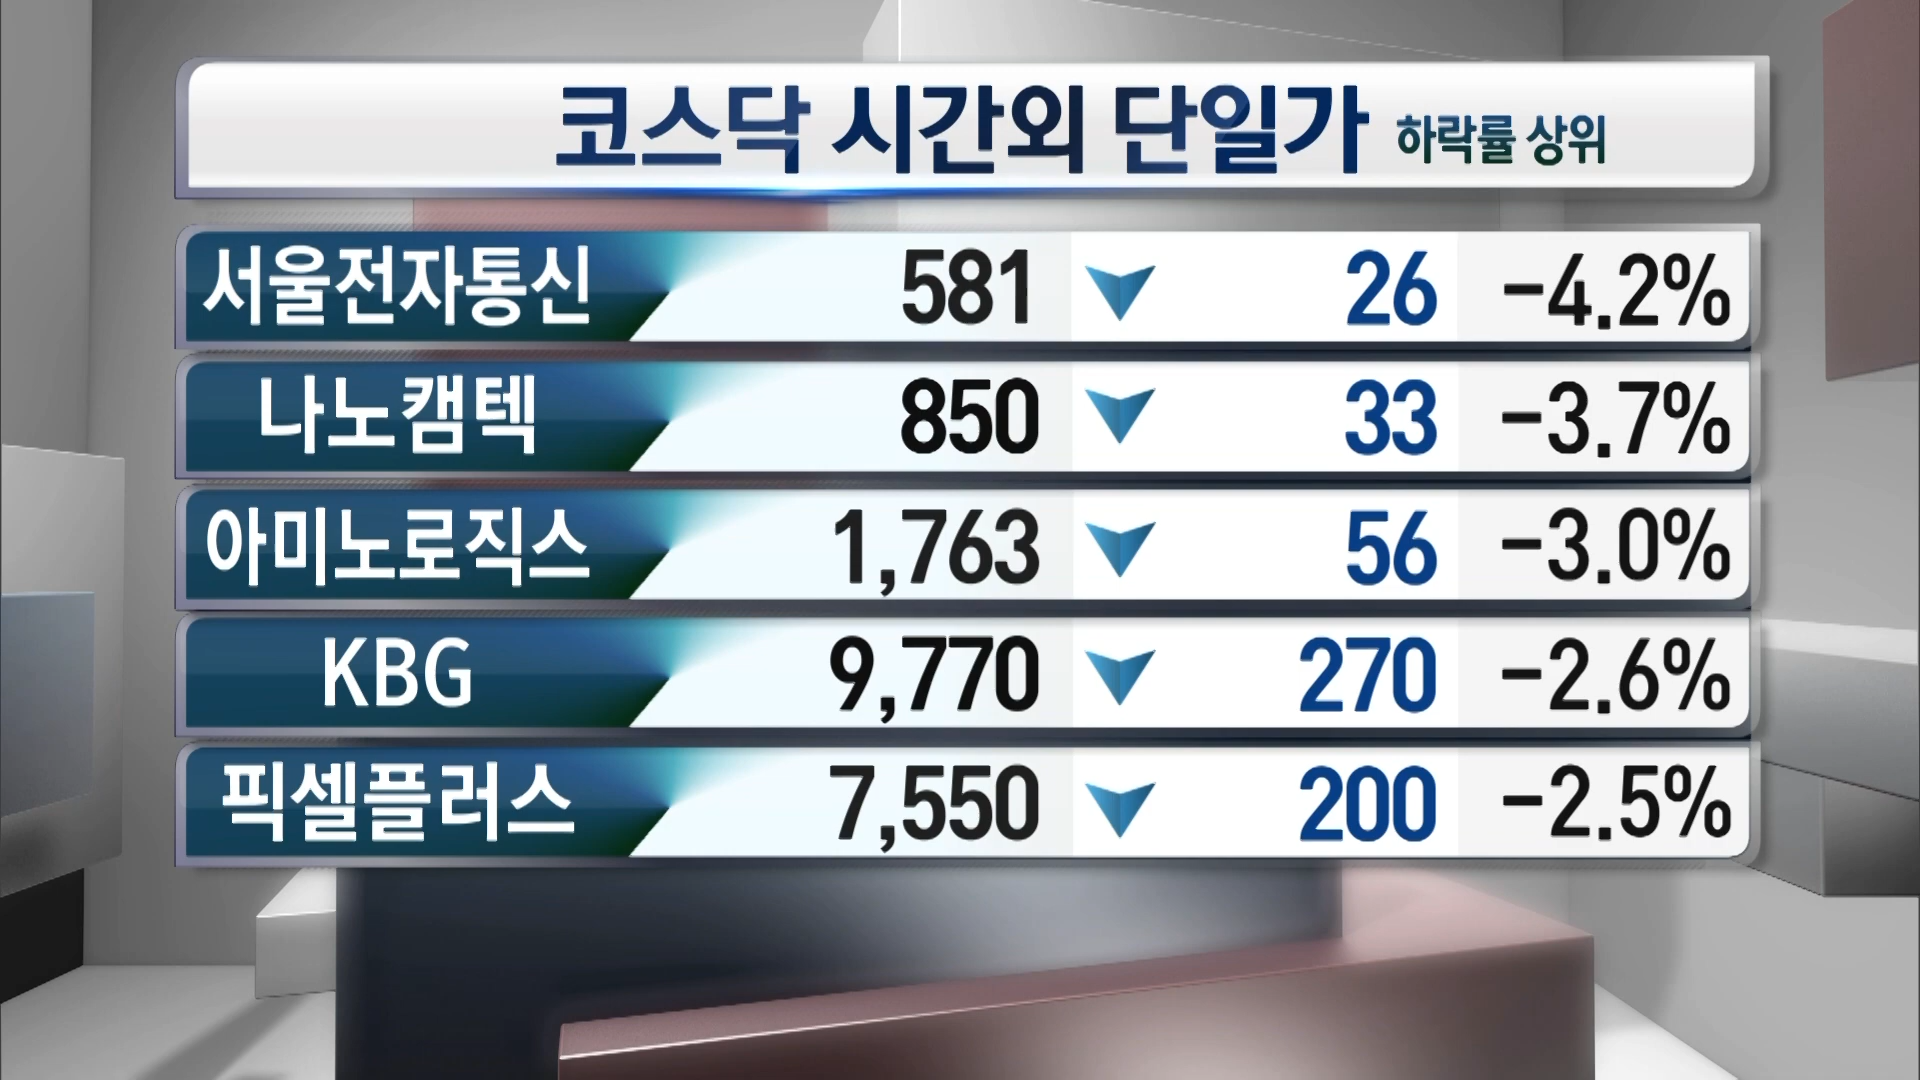 코스닥 시간외 단일가 하락률 상위
서울전자통신 581 ▼ 26 -4.2%
나노캠텍 850 ▼ 33 -3.7%
아미노로직스 1,763 ▼ 56 -3.0%
KBG 9,770 ▼ 270 -2.6%
픽셀플러스 7,550 ▼ 200 -2.5%